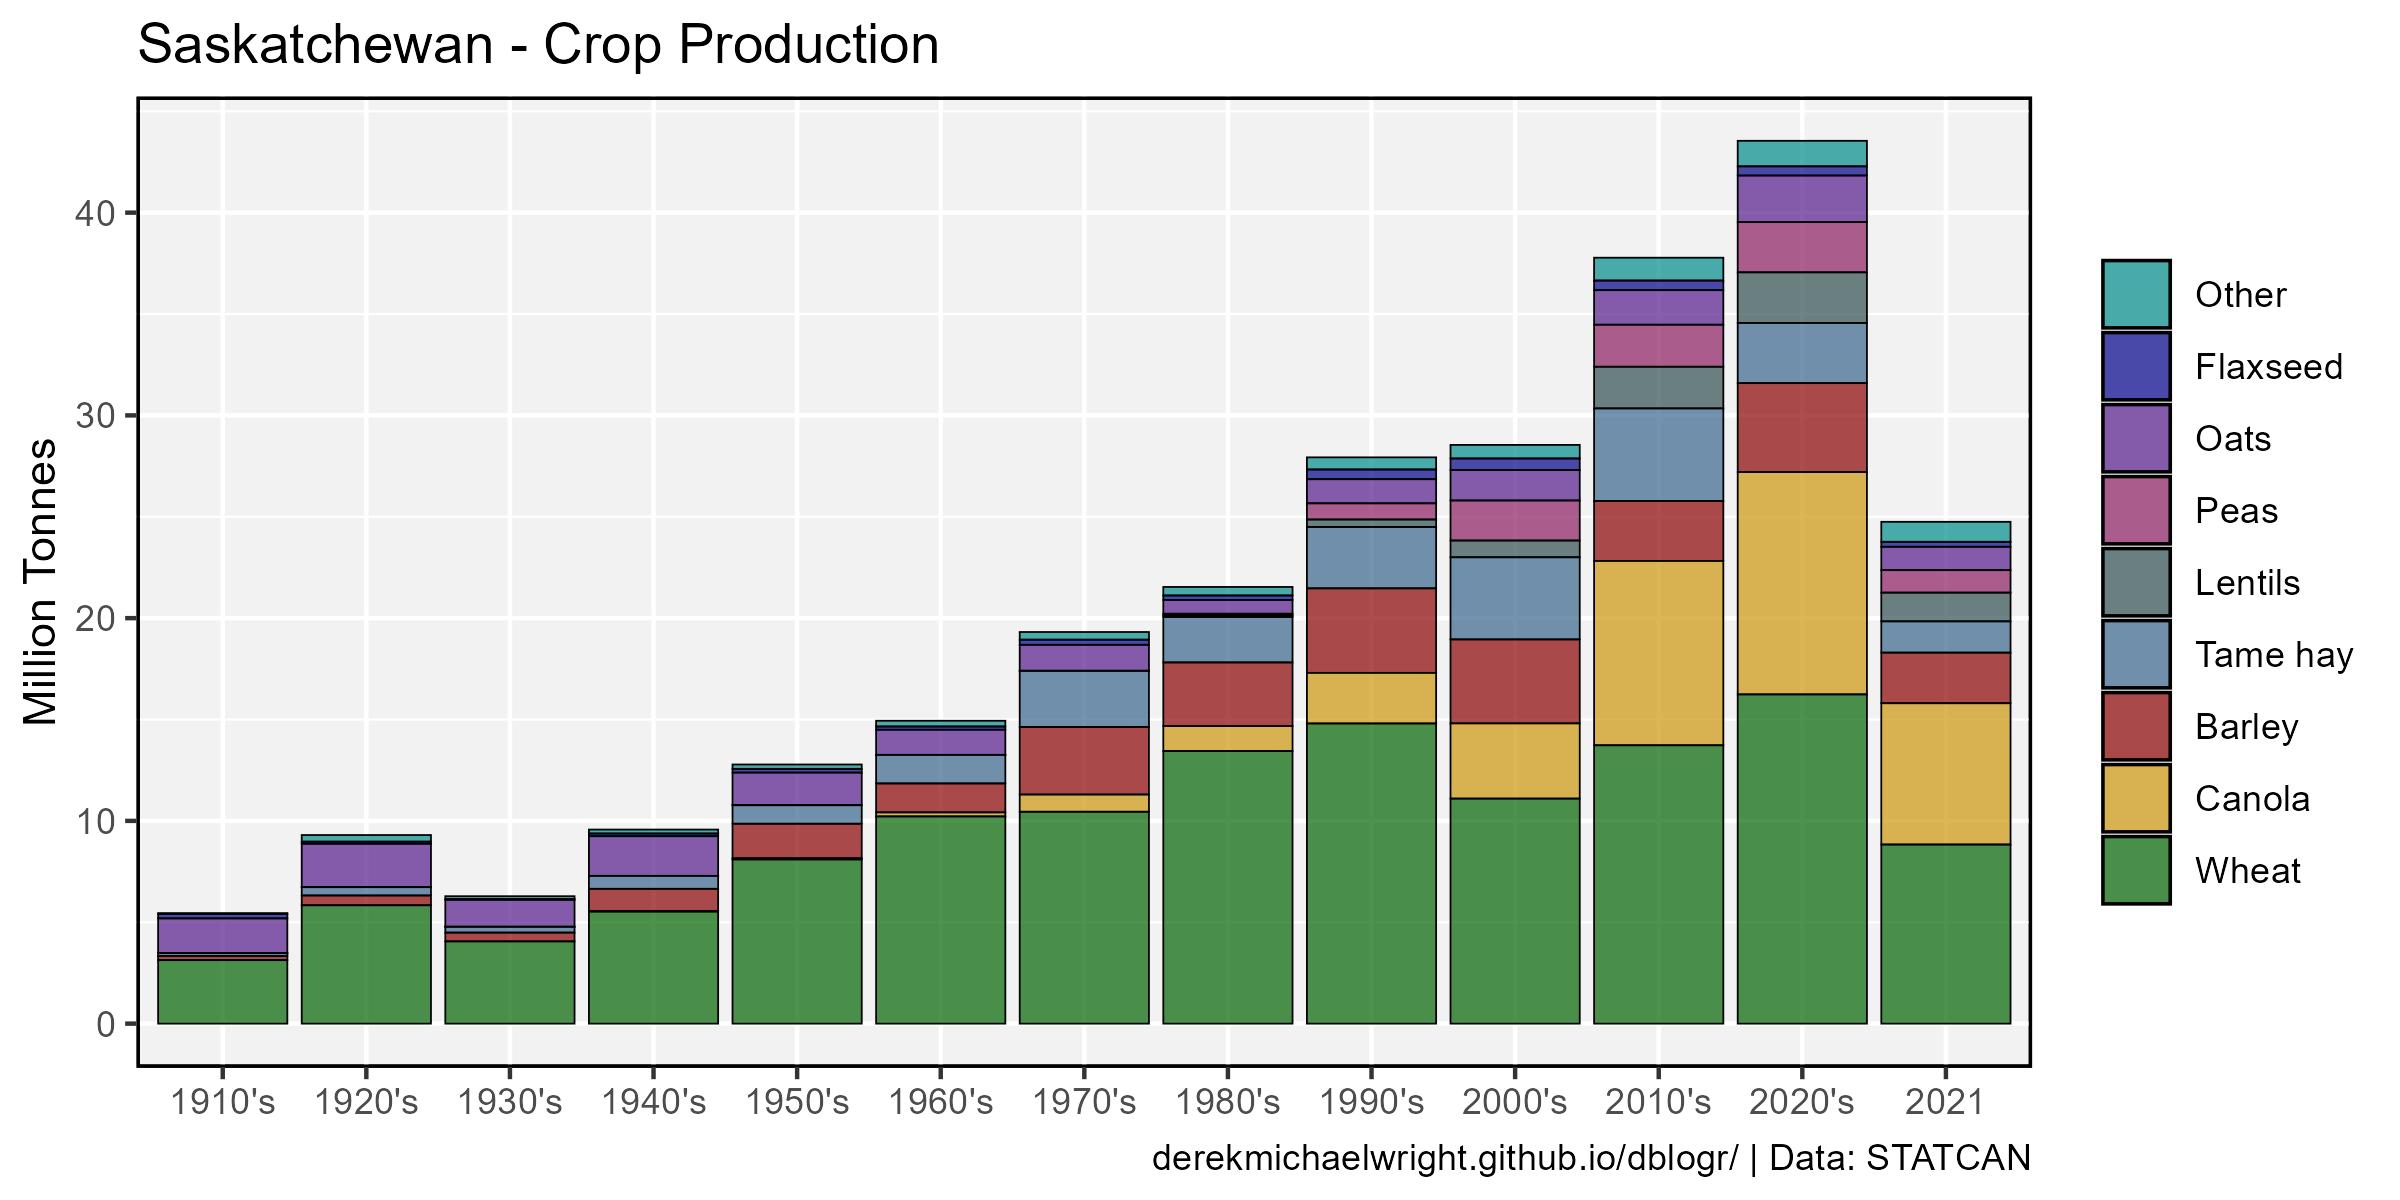 Saskatchewan - Crop Production
Million Tonnes
40
30
20
10
0
1910's 1920's 1930's 1940's 1950's 1960's 1970's 1980's 1990's 2000's 2010's 2020's 2021
Other
Flaxseed
Oats
Peas
Lentils
Tame hay
Barley
Canola
Wheat
derekmichaelwright.github.io/dblogr/ | Data: STATCAN